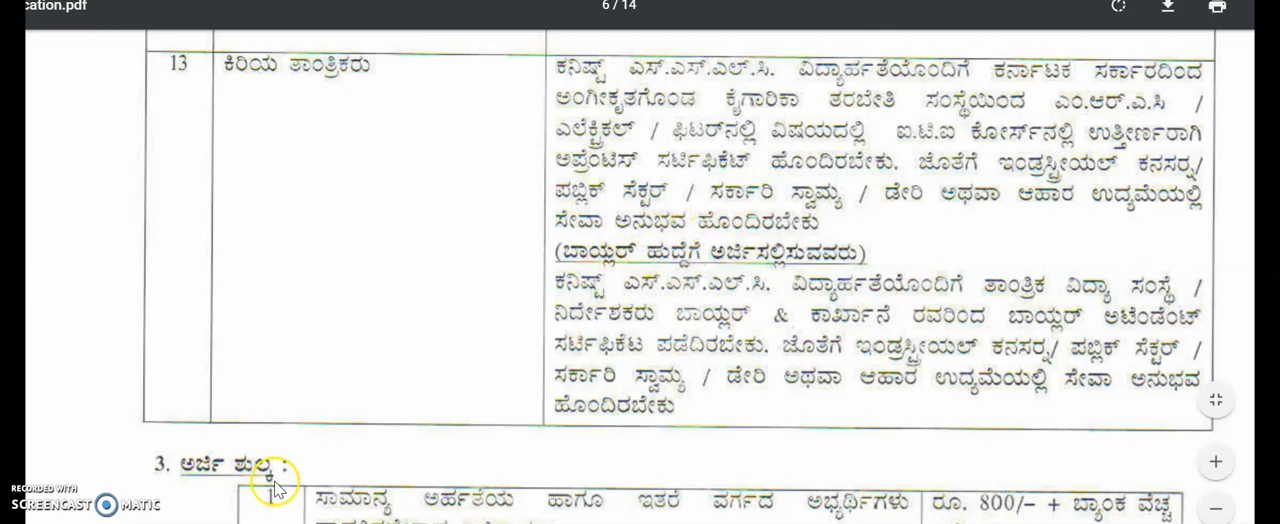 cation.pdf
6 / 14
13 ಕಿರಿಯ ತಾಂತ್ರಿಕರು
ಕನಿಷ್ಟ್ ಎಸ್.ಎಸ್.ಎಲ್.ಸಿ. ವಿದ್ಯಾರ್ಹತೆಯೊಂದಿಗೆ ಕರ್ನಾಟಕ ಸರ್ಕಾರದಿಂದ
ಅಂಗೀಕೃತಗೊಂಡ ಕೈಗಾರಿಕಾ ತರಬೇತಿ ಸಂಸ್ಥೆಯಿಂದ ಎಂ.ಆರ್.ಎ.ಸಿ /
ಎಲೆಕ್ಟ್ರಿಕಲ್ / ಫಿಟರ್‌ನಲ್ಲಿ ವಿಷಯದಲ್ಲಿ ಐ.ಟಿ.ಐ ಕೋರ್ಸ್‌ನಲ್ಲಿ ಉತ್ತೀರ್ಣರಾಗಿ
ಅಪ್ರೆಂಟಿಸ್ ಸರ್ಟಿಫಿಕೆಟ್ ಹೊಂದಿರಬೇಕು. ಜೊತೆಗೆ ಇಂಡ್ರಸ್ಟ್ರೀಯಲ್ ಕನಸರ‍್ನ/
ಪಬ್ಲಿಕ್ ಸೆಕ್ಟರ್ / ಸರ್ಕಾರಿ ಸ್ವಾಮ್ಯ / ಡೇರಿ ಅಥವಾ ಆಹಾರ ಉದ್ಯಮೆಯಲ್ಲಿ
ಸೇವಾ ಅನುಭವ ಹೊಂದಿರಬೇಕು
(ಬಾಯ್ಲರ್ ಹುದ್ದೆಗೆ ಅರ್ಜಿಸಲ್ಲಿಸುವವರು)
ಕನಿಷ್ಟ್ ಎಸ್.ಎಸ್.ಎಲ್.ಸಿ. ವಿದ್ಯಾರ್ಹತೆಯೊಂದಿಗೆ ತಾಂತ್ರಿಕ ವಿದ್ಯಾ ಸಂಸ್ಥೆ /
ನಿರ್ದೇಶಕರು ಬಾಯ್ಲರ್ & ಕಾರ್ಖಾನೆ ರವರಿಂದ ಬಾಯ್ಲರ್ ಅಟೆಂಡೆಂಟ್
ಸರ್ಟಿಫಿಕೆಟ ಪಡೆದಿರಬೇಕು. ಜೊತೆಗೆ ಇಂಡ್ರಸ್ಟ್ರೀಯಲ್ ಕನಸರ‍್ನ/ ಪಬ್ಲಿಕ್ ಸೆಕ್ಟರ್ /
ಸರ್ಕಾರಿ ಸ್ವಾಮ್ಯ / ಡೇರಿ ಅಥವಾ ಆಹಾರ ಉದ್ಯಮೆಯಲ್ಲಿ ಸೇವಾ ಅನುಭವ
ಹೊಂದಿರಬೇಕು
3. ಅರ್ಜಿ ಶುಲ್ಕ :
1 ಸಾಮಾನ್ಯ ಅರ್ಹತೆಯ ಹಾಗೂ ಇತರೆ ವರ್ಗದ ಅಭ್ಯರ್ಥಿಗಳು ರೂ. 800/– + ಬ್ಯಾಂಕ ವೆಚ್ಚ
RECORDED WITH
SCREENCAST MATIC